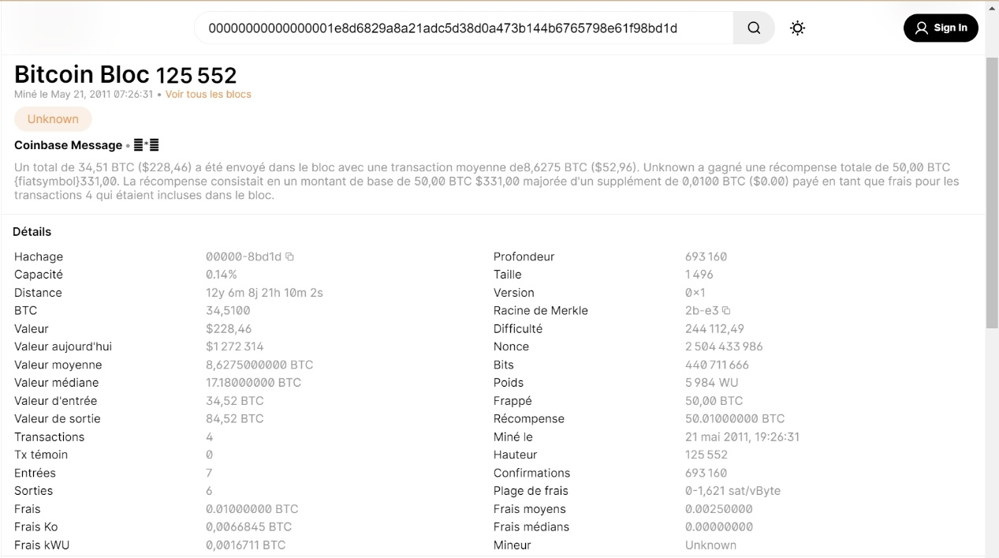 00000000000000001e8d6829a8a21adc5d38d0a473b144b6765798e61f98bd1d
Sign In
Bitcoin Bloc 125 552
Miné le May 21, 2011 07:26:31 • Voir tous les blocs
Unknown
Coinbase Message •
Un total de 34,51 BTC ($228,46) a été envoyé dans le bloc avec une transaction moyenne de8,6275 BTC ($52,96). Unknown a gagné une récompense totale de 50,00 BTC
{fiatsymbol}331,00. La récompense consistait en un montant de base de 50,00 BTC $331,00 majorée d'un supplément de 0,0100 BTC ($0.00) payé en tant que frais pour les
transactions 4 qui étaient incluses dans le bloc.
Détails
Hachage 00000-8bd1d Profondeur 693 160
Capacité 0.14% Taille 1 496
Distance 12y 6m 8j 21h 10m 2s Version 0×1
BTC 34,5100 Racine de Merkle 2b-e3
Valeur $228,46 Difficulté 244 112,49
Valeur aujourd'hui $1 272 314 Nonce 2 504 433 986
Valeur moyenne 8,6275000000 BTC Bits 440 711 666
Valeur médiane 17.18000000 BTC Poids 5 984 WU
Valeur d'entrée 34,52 BTC Frappé 50,00 BTC
Valeur de sortie 84,52 BTC Récompense 50.01000000 BTC
Transactions 4 Miné le 21 mai 2011, 19:26:31
Tx témoin 0 Hauteur 125 552
Entrées 7 Confirmations 693 160
Sorties 6 Plage de frais 0-1,621 sat/vByte
Frais 0.01000000 BTC Frais moyens 0.00250000
Frais Ko 0,0066845 BTC Frais médians 0.00000000
Frais kWU 0,0016711 BTC Mineur Unknown